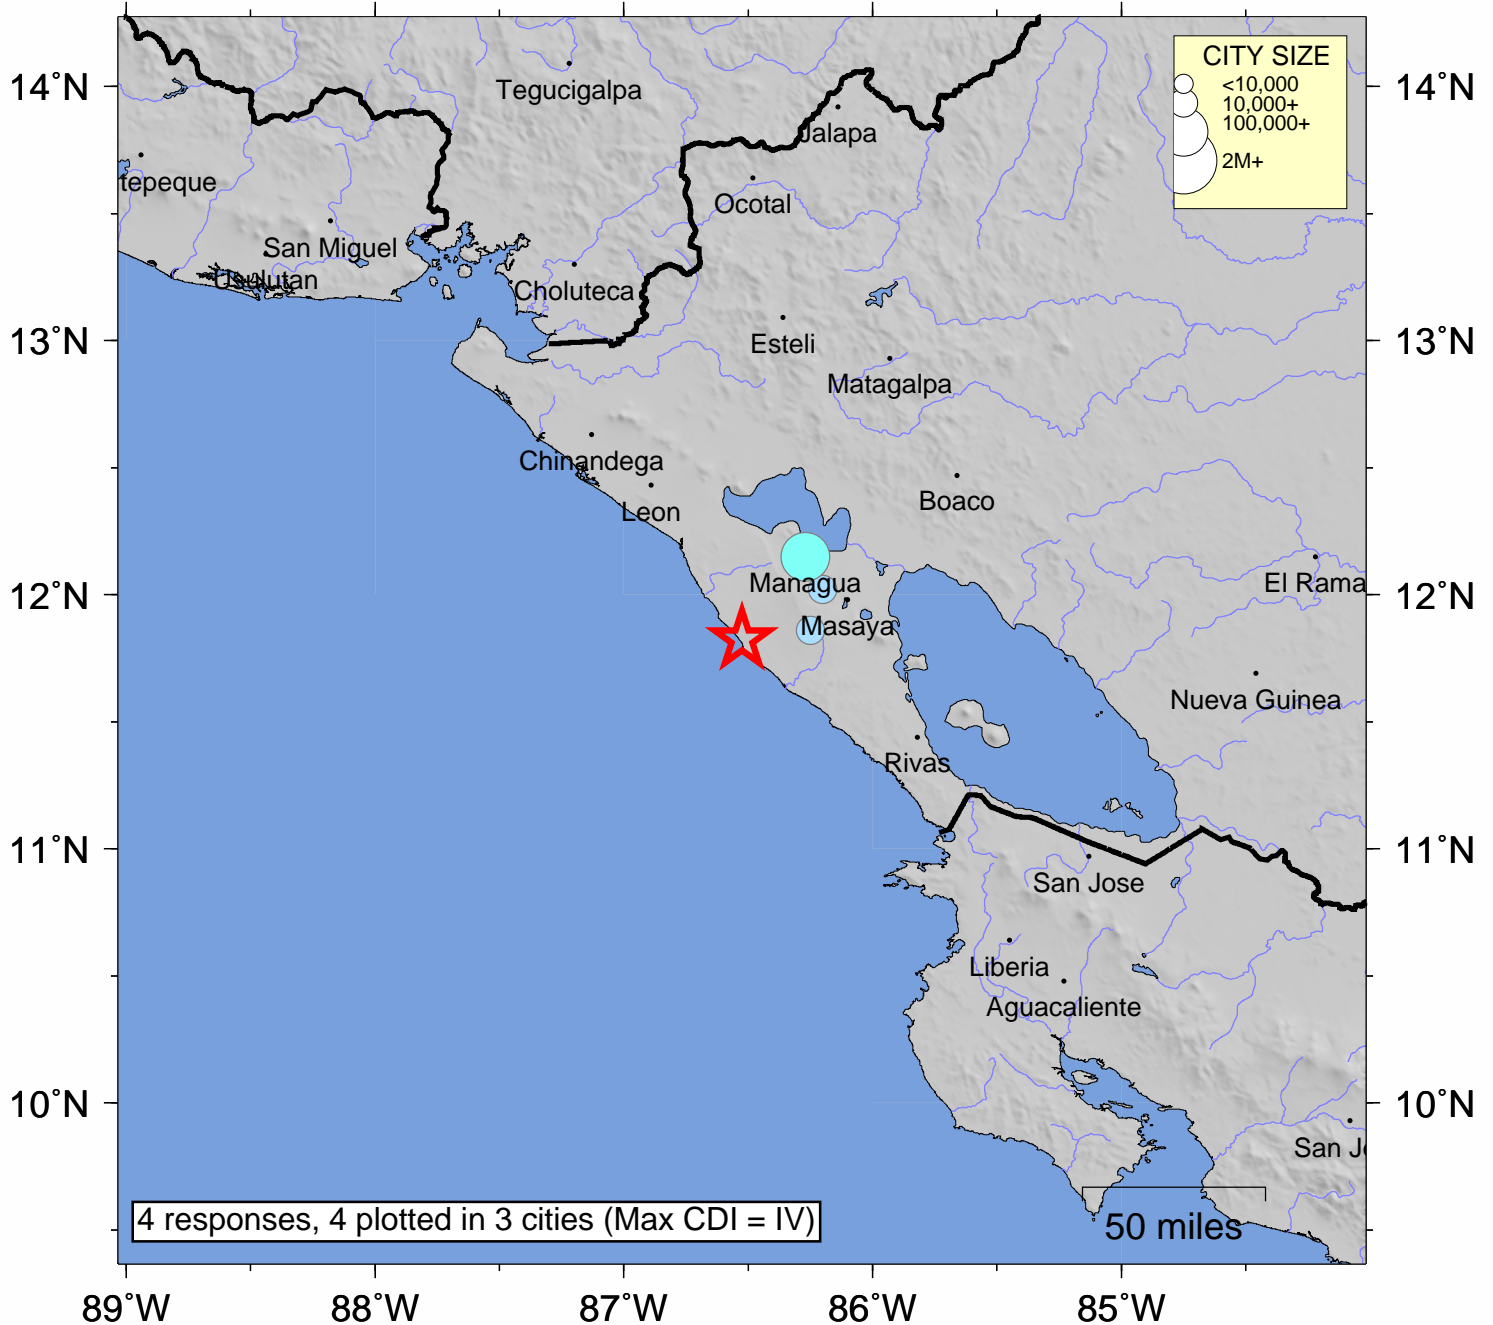 14°N
14°N
CITY SIZE
<10,000
10,000+
100,000+
2M+
Tegucigalpa
Jalapa
tepeque
Ocotal
San Miguel
Usulutan
Choluteca
13°N
13°N
Esteli
Matagalpa
Chinandega
Boaco
Leon
12°N
12°N
Managua
El Rama
Masaya
Nueva Guinea
Rivas
11°N
11°N
San Jose
Liberia
Aguacaliente
10°N
10°N
San J
4 responses, 4 plotted in 3 cities (Max CDI = IV)
50 miles
89°W
88°W
87°W
86°W
85°W